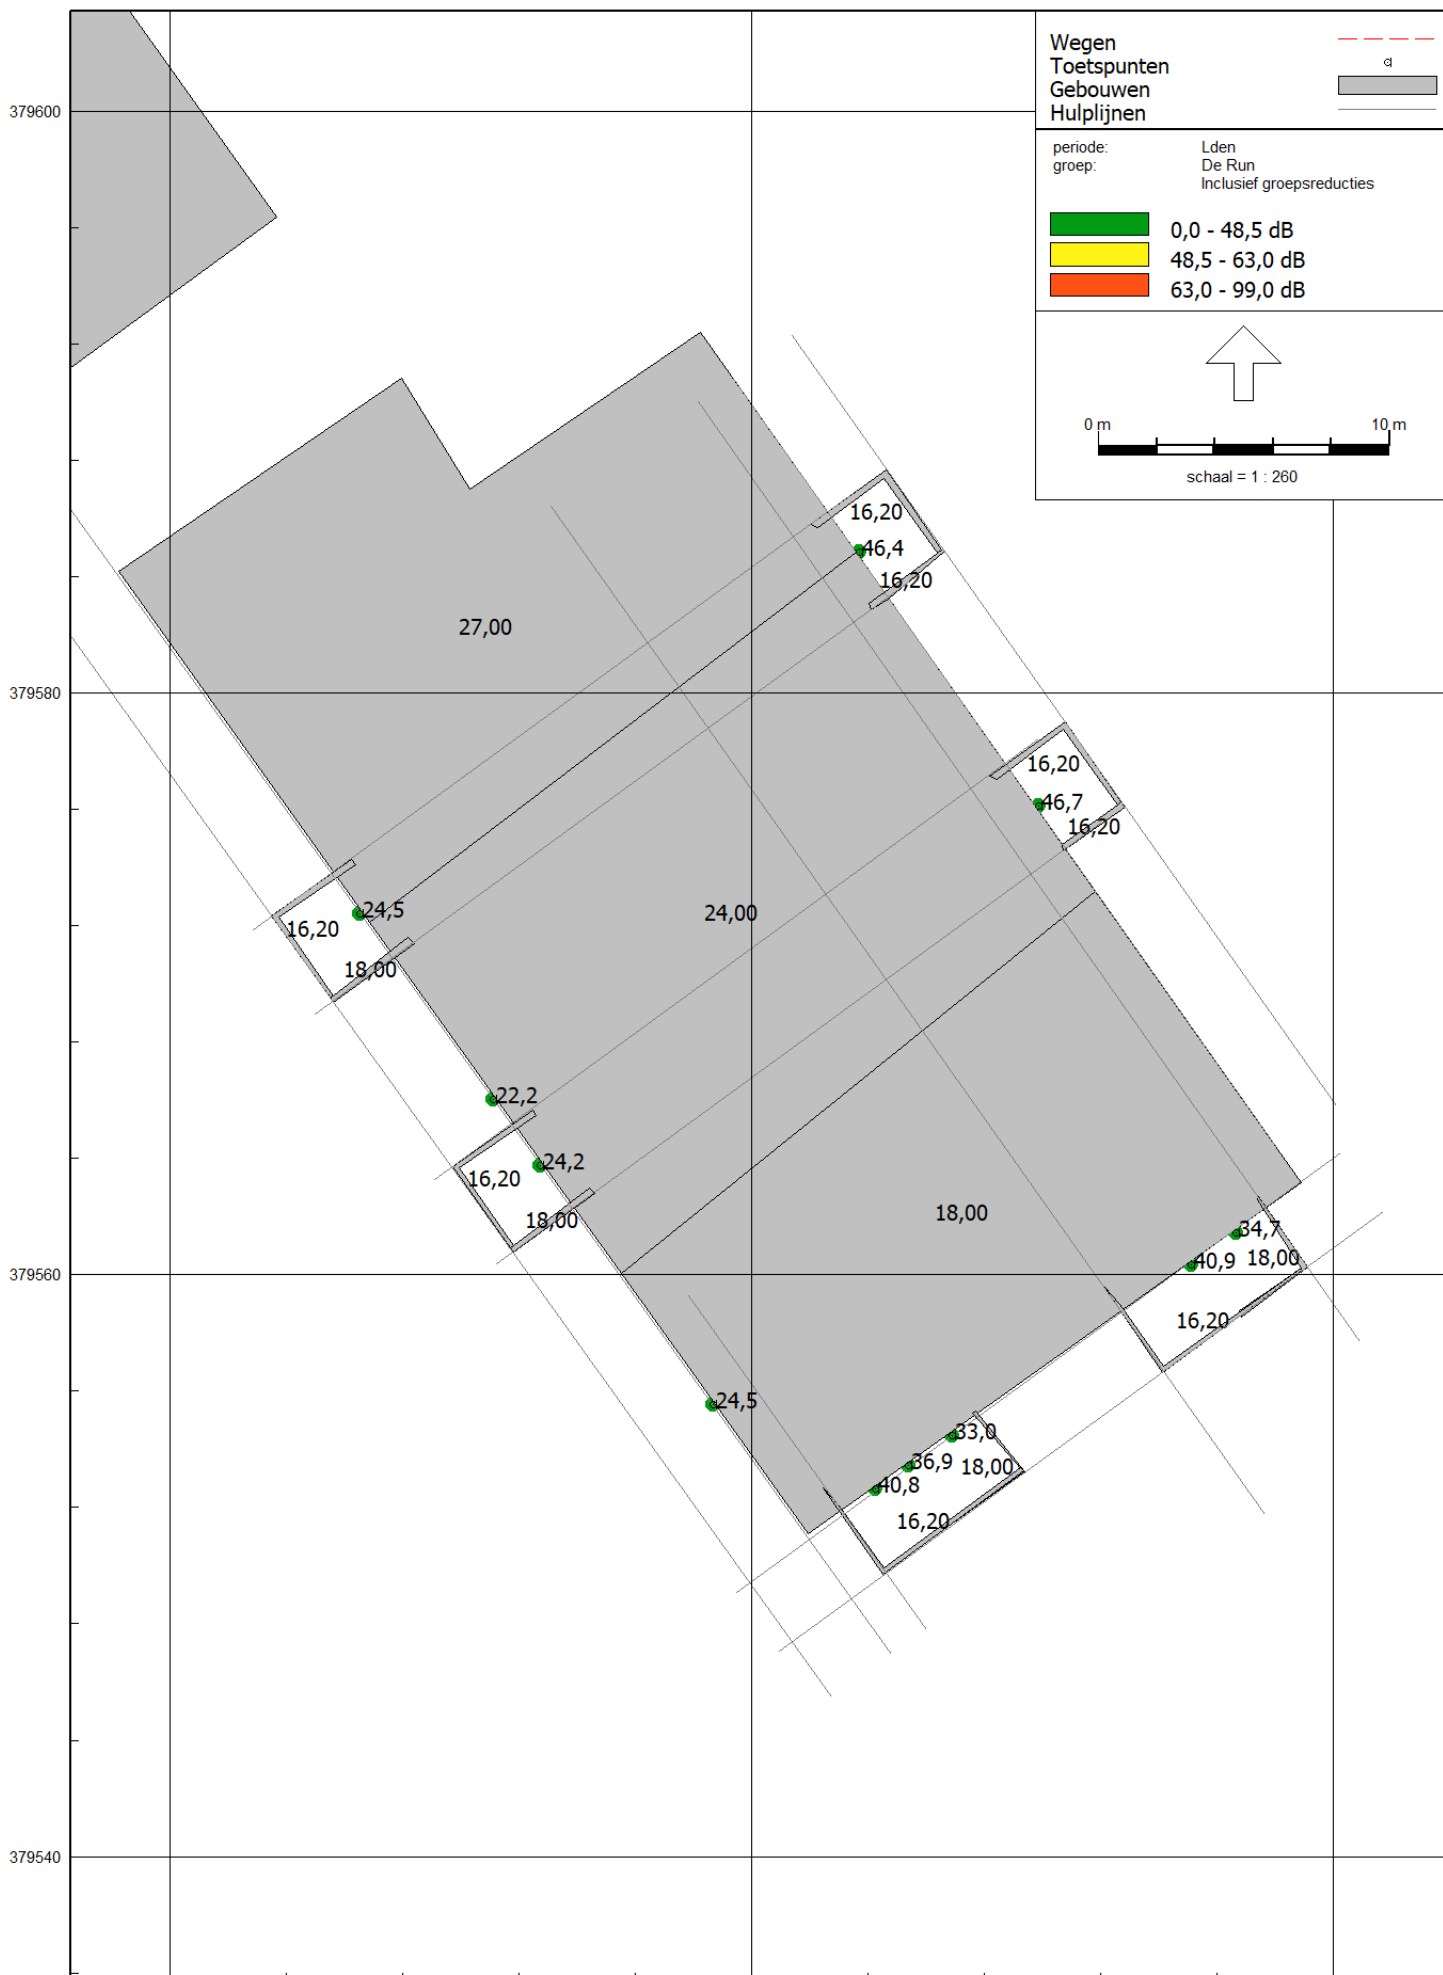 Wegen
Toetspunten
Gebouwen
Hulplijnen
periode: Lden
groep: De Run
Inclusief groepsreducties
0,0 - 48,5 dB
48,5 - 63,0 dB
63,0 - 99,0 dB
0 m 10 m
schaal = 1 : 260
379600
16,20
46,4
16,20
27,00
379580
16,20
46,7
16,20
24,5
24,00
16,20
18,00
22,2
24,2
16,20
18,00
18,00
34,7
40,9 18,00
379560
16,20
24,5
33,0
36,9 18,00
40,8
16,20
379540